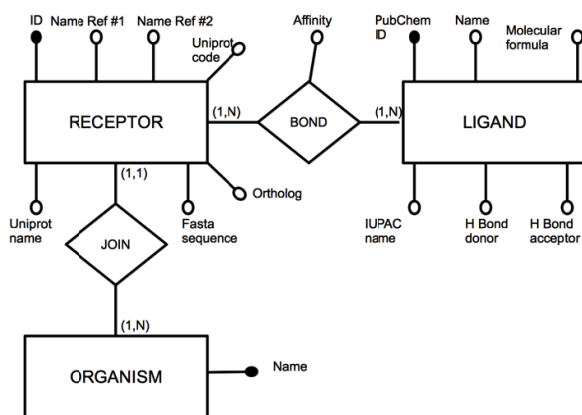 ID
Name Ref #1
Name Ref #2
Uniprot
code
Affinity
PubChem
ID
Name
Molecular
formula
RECEPTOR
(1,N)
BOND
(1,N)
LIGAND
(1,1)
Uniprot
name
Fasta
sequence
Ortholog
IUPAC
name
H Bond
donor
H Bond
acceptor
JOIN
(1,N)
ORGANISM
Name